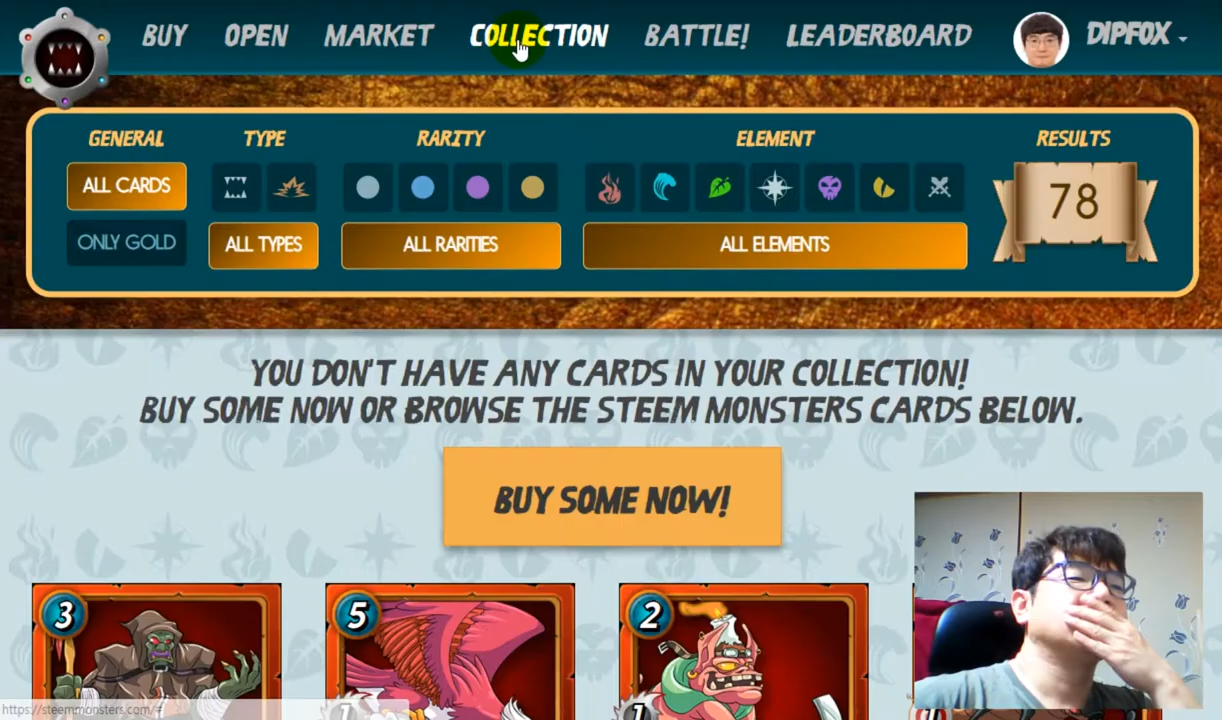 BUY OPEN MARKET COLLECTION BATTLE! LEADERBOARD DIPFOX
GENERAL TYPE RARITY ELEMENT RESULTS
ALL CARDS
78
ONLY GOLD ALL TYPES ALL RARITIES ALL ELEMENTS
YOU DON'T HAVE ANY CARDS IN YOUR COLLECTION!
BUY SOME NOW OR BROWSE THE STEEM MONSTERS CARDS BELOW.
BUY SOME NOW!
3 5 2
1 1
https://steemmonsters.com/#